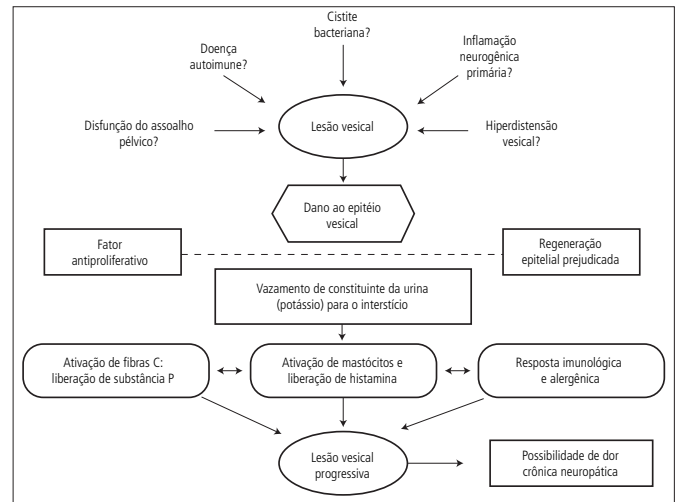 Cistite
bacteriana?
Doença
autoimune?
Inflamação
neurogênica
primária?
Disfunção do assoalho
pélvico?
Lesão vesical
Hiperdistensão
vesical?
Dano ao epitéio
vesical
Fator
antiproliferativo
Regeneração
epitelial prejudicada
Vazamento de constituinte da urina
(potássio) para o interstício
Ativação de fibras C:
liberação de substância P
Ativação de mastócitos e
liberação de histamina
Resposta imunológica
e alergênica
Lesão vesical
progressiva
Possibilidade de dor
crônica neuropática